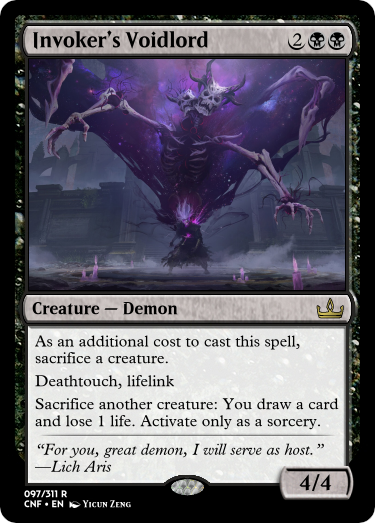 Invoker's Voidlord 2
Creature — Demon
As an additional cost to cast this spell,
sacrifice a creature.
Deathtouch, lifelink
Sacrifice another creature: You draw a card
and lose 1 life. Activate only as a sorcery.
“For you, great demon, I will serve as host.”
—Lich Aris
4/4
097/311 R
CNF • EN Yicun Zeng